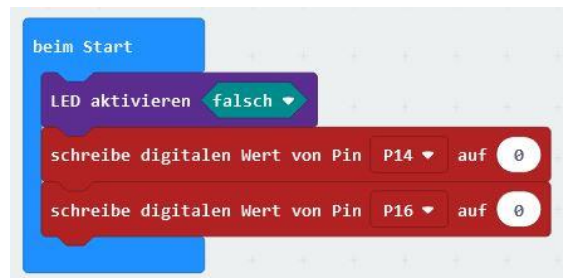 beim Start
LED aktivieren falsch
schreibe digitalen Wert von Pin P14 auf 0
schreibe digitalen Wert von Pin P16 auf 0